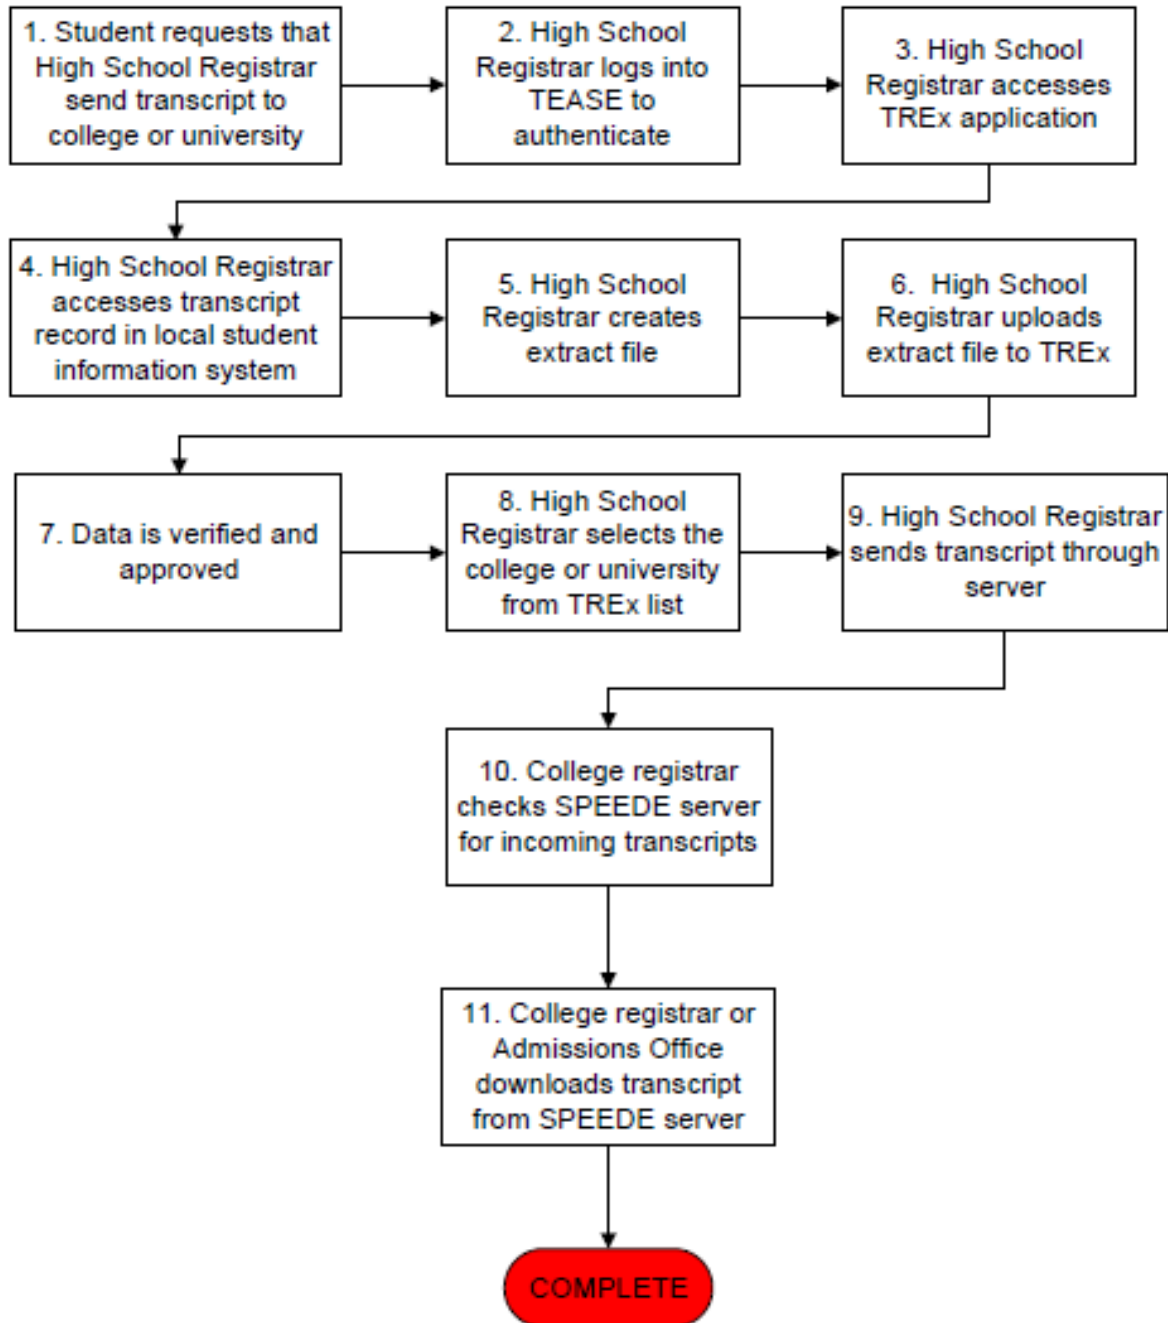 1. Student requests that
High School Registrar
send transcript to
college or university
2. High School
Registrar logs into
TEASE to
authenticate
3. High School
Registrar accesses
TREx application
4. High School Registrar
accesses transcript
record in local student
information system
5. High School
Registrar creates
extract file
6. High School
Registrar uploads
extract file to TREx
7. Data is verified and
approved
8. High School
Registrar selects the
college or university
from TREx list
9. High School Registrar
sends transcript through
server
10. College registrar
checks SPEEDE server
for incoming transcripts
11. College registrar or
Admissions Office
downloads transcript
from SPEEDE server
COMPLETE